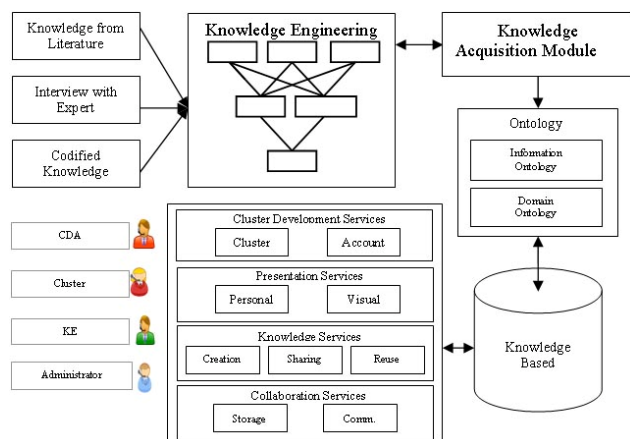 Knowledge from
Literature
Interview with
Expert
Codified
Knowledge
Knowledge Engineering
Knowledge
Acquisition Module
Ontology
Information
Ontology
Domain
Ontology
CDA
Cluster
KE
Administrator
Cluster Development Services
Cluster
Account
Presentation Services
Personal
Visual
Knowledge Services
Creation
Sharing
Reuse
Collaboration Services
Storage
Comm.
Knowledge
Based